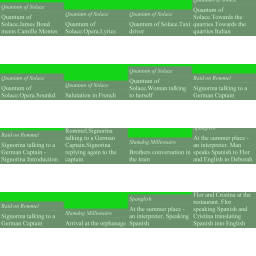 Quantum of
Solace
Quantum of
Solace.James Bond
meets Camille Montes
Quantum of Solace
Quantum of
Solace.Opera.Lyrics
Quantum of Solace
Quantum of Solace.Taxi
driver
Quantum of
Solace.Towards the
quarries.Towards the
quarries Italian
Quantum of
Solace
Quantum of
Solace.Opera.Sounkd
Quantum of Solace
Salutation in French
Quantum of
Solace
Quantum of
Solace.Woman talking
to herself
Raid on Rommel
Signorina talking to a
German Captain
Raid on Rommel
Signorina talking to a
German Captain -
Signorina Introduction
Rommel.Signorina
talking to a German
Captain.Signorina
replying again to the
captain
Slumdog Millionaire
Brothers conversation in
the train
Spanglish
At the summer place -
an interpreter. Man
speaks Spanish to Flor
and English to Deborah
Raid on Rommel
Signorina talking to a
German Captain
Slumdog Millionaire
Arrival at the orphanage
Spanglish
At the summer place -
an interpreter. Speaking
Spanish
Flor and Cristina at the
restaurant. Flor
speaking Spanish and
Cristina translating
Spanish into English